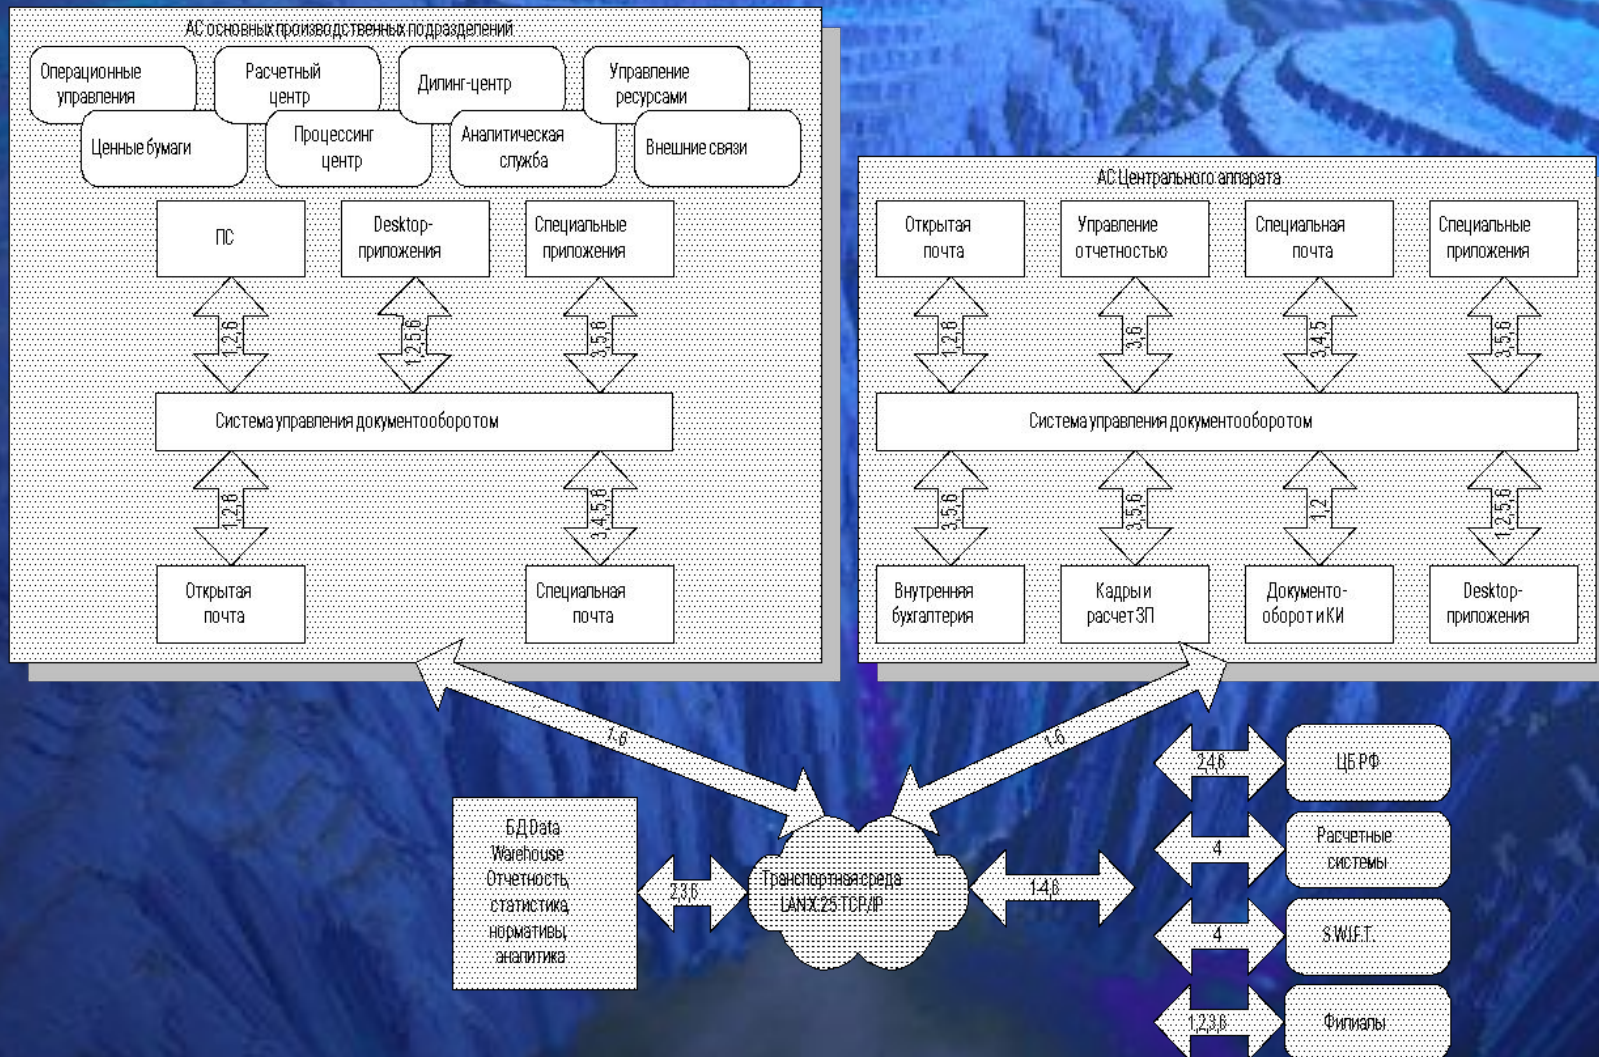 АС основных производственных подразделений
Операционные
управления
Расчетный
центр
Дилинг-центр
Управление
ресурсами
Ценные бумаги
Процессинг
центр
Аналитическая
служба
Внешние связи
ПС
Desktop-
приложения
Специальные
приложения
1,2,6
1,2,5,6
3,5,6
Система управления документооборотом
1,2,6
3,4,5,6
Открытая
почта
Специальная
почта
АС Центрального аппарата
Открытая
почта
Управление
отчетностью
Специальная
почта
Специальные
приложения
1,2,6
3,6
3,4,5
3,5,6
Система управления документооборотом
3,5,6
3,5,6
1,2
1,2,5,6
Внутренняя
бухгалтерия
Кадры и
расчет ЗП
Документо-
оборот и КИ
Desktop-
приложения
1-6
1-6
БД Data
Warehouse
Отчетность,
статистика,
нормативы,
аналитика
2,3,6
Транспортная среда
LAN X.25 TCP/IP
1-4,6
2,4,6
ЦБ РФ
4
Расчетные
системы
4
S.W.I.F.T.
1,2,3,6
Филиалы